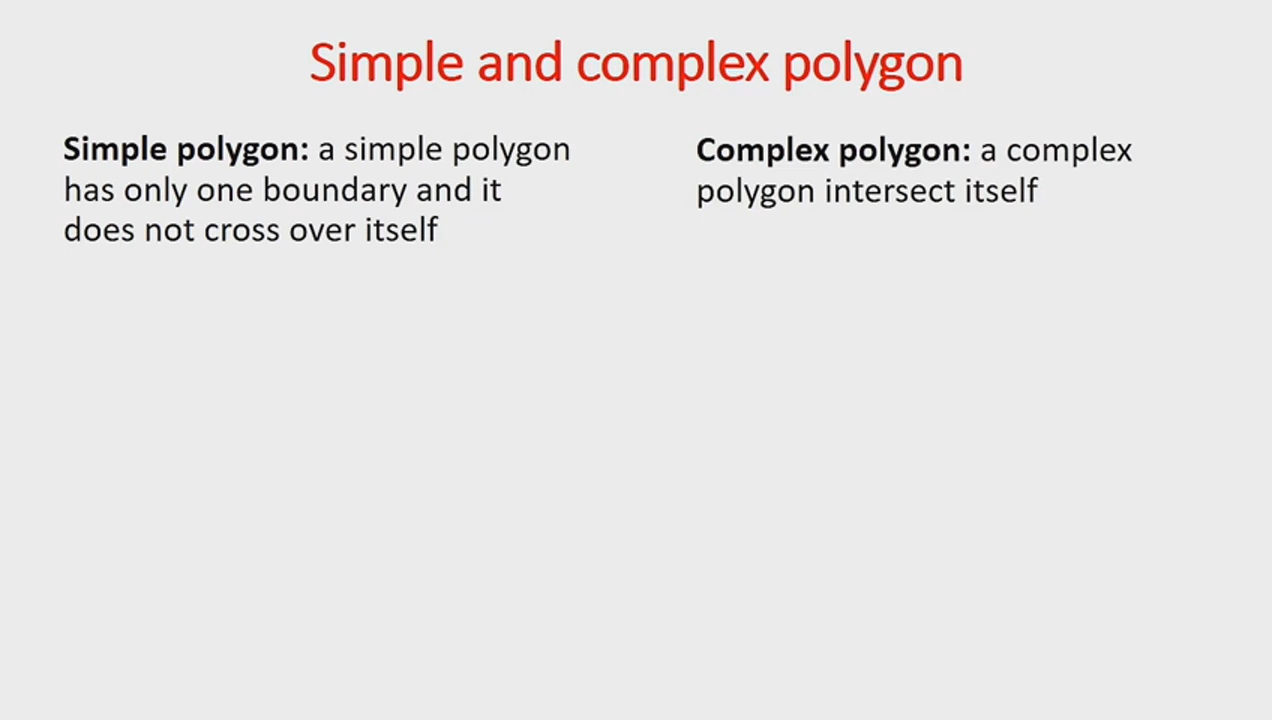 Simple and complex polygon
Simple polygon: a simple polygon
has only one boundary and it
does not cross over itself
Complex polygon: a complex
polygon intersect itself